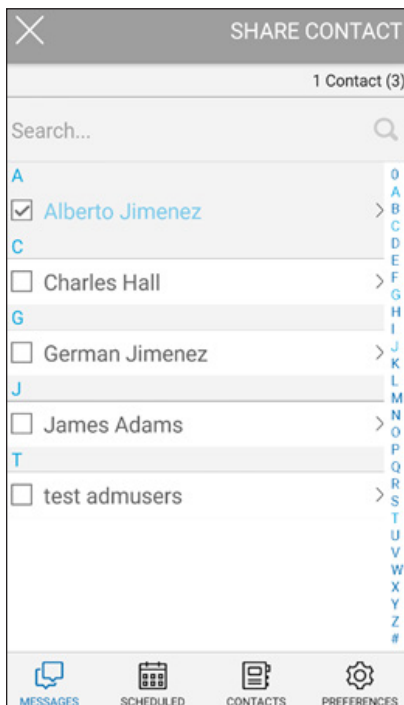 SHARE CONTACT
1 Contact (3)
Search...
A
Alberto Jimenez
C
Charles Hall
G
German Jimenez
J
James Adams
T
test admusers
0
A
B
C
D
E
F
G
H
I
J
K
L
M
N
O
P
Q
R
S
T
U
V
W
X
Y
Z
#
MESSAGES SCHEDULED CONTACTS PREFERENCES